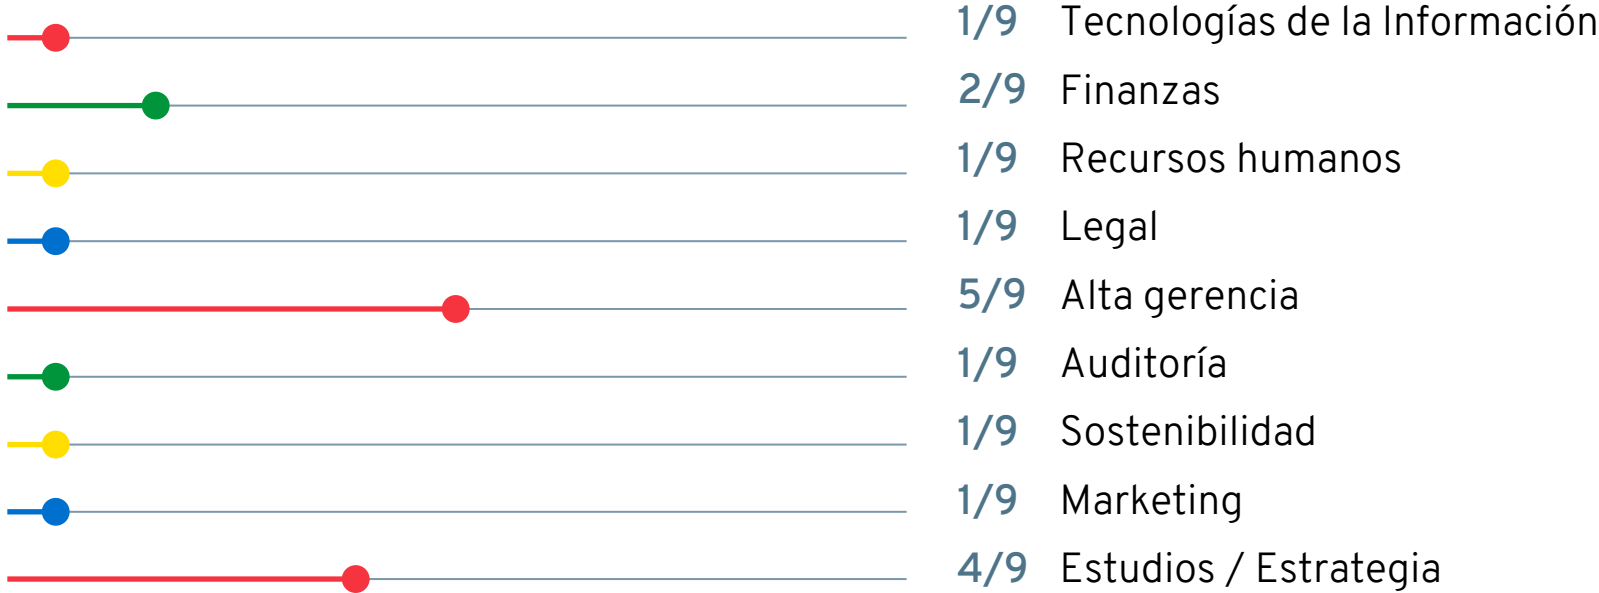 1/9 Tecnologías de la Información
2/9 Finanzas
1/9 Recursos humanos
1/9 Legal
5/9 Alta gerencia
1/9 Auditoría
1/9 Sostenibilidad
1/9 Marketing
4/9 Estudios / Estrategia